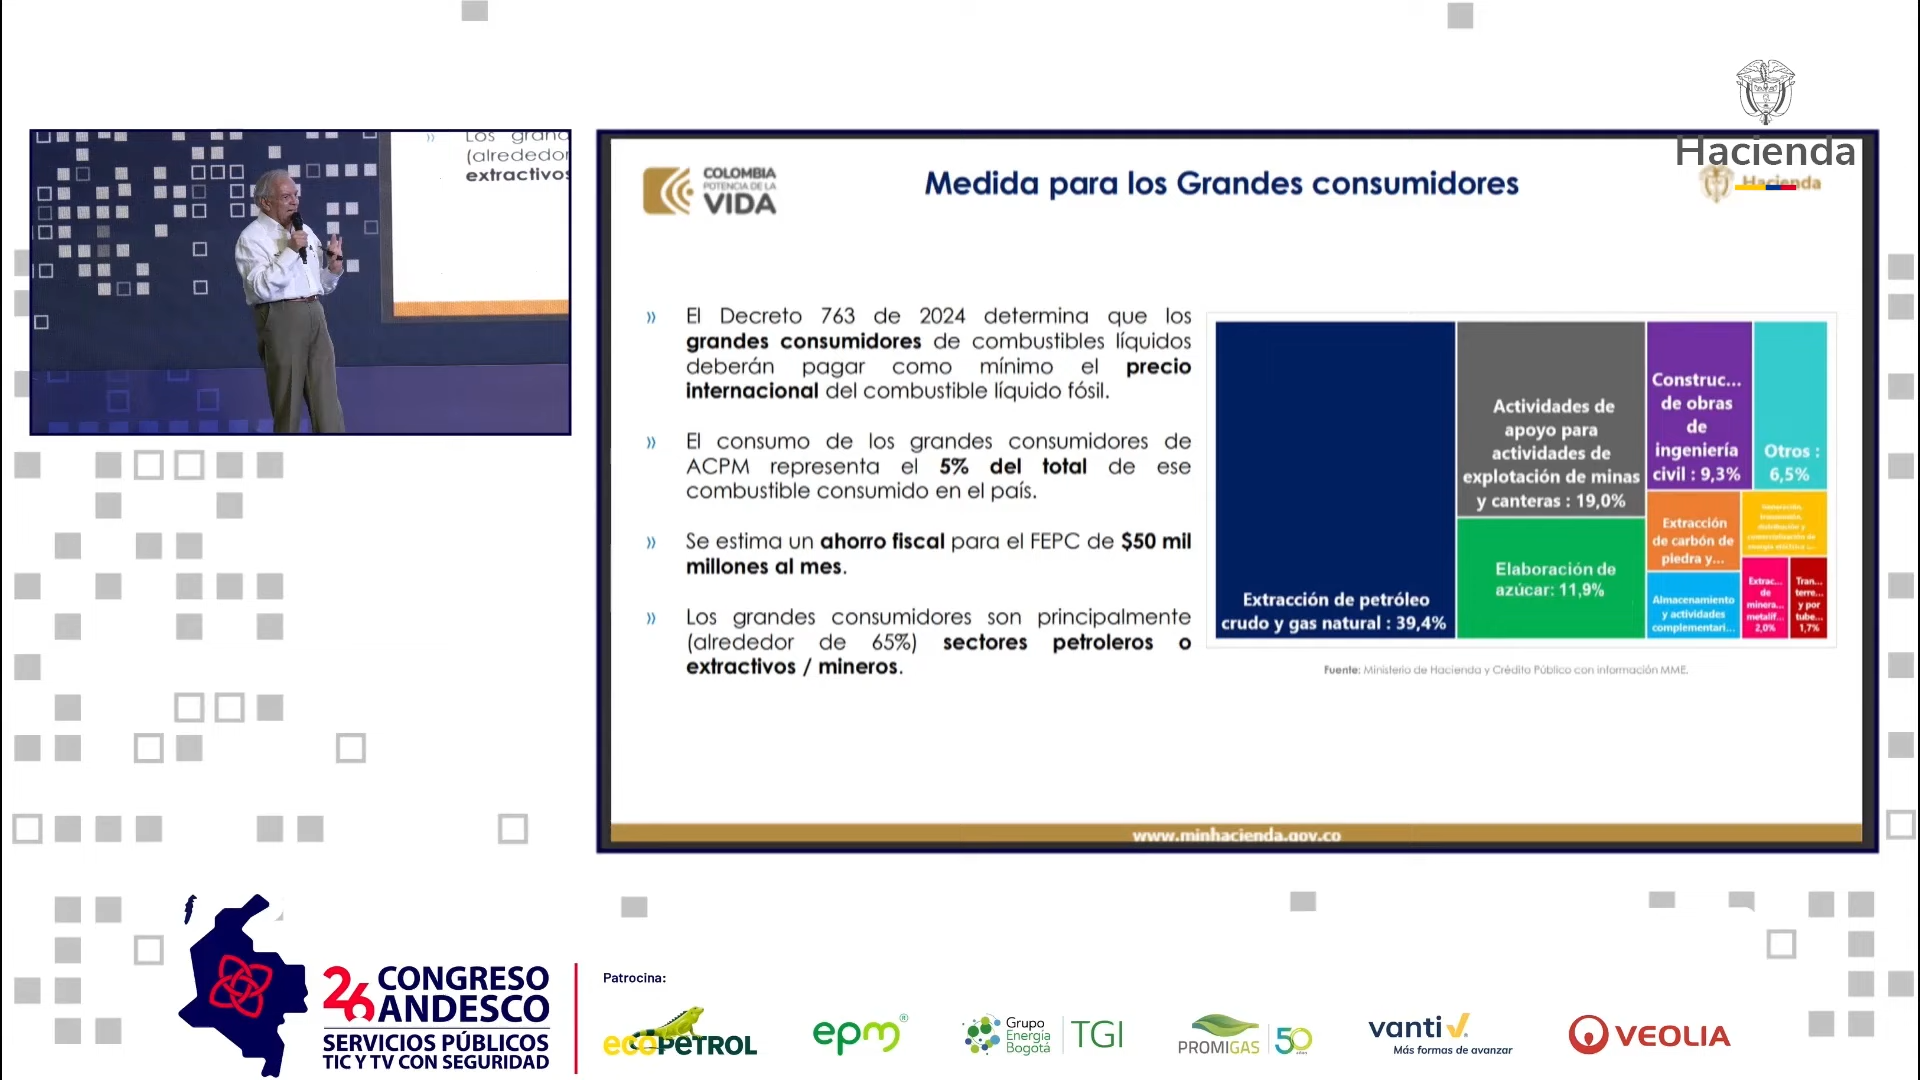 Hacienda
Los grand
(alrededor
extractivos
COLOMBIA
POTENCIA DE LA
VIDA
Medida para los Grandes consumidores
Hacienda
» El Decreto 763 de 2024 determina que los
grandes consumidores de combustibles líquidos
deberán pagar como mínimo el precio
internacional del combustible líquido fósil.
» El consumo de los grandes consumidores de
ACPM representa el 5% del total de ese
combustible consumido en el país.
» Se estima un ahorro fiscal para el FEPC de $50 mil
millones al mes.
» Los grandes consumidores son principalmente
(alrededor de 65%) sectores petroleros o
extractivos / mineros.
Extracción de petróleo
crudo y gas natural : 39,4%
Actividades de
apoyo para
actividades de
explotación de minas
y canteras : 19,0%
Elaboración de
azúcar: 11,9%
Construc...
de obras
de
ingeniería
civil : 9,3%
Otros :
6,5%
Extracción
de carbón de
piedra y...
Almacenamiento
y actividades
complementari...
Extrac...
de
minera...
metalíf...
2,0%
Tran...
terre...
y por
tube...
1,7%
Fuente: Ministerio de Hacienda y Crédito Público con información MME.
www.minhacienda.gov.co
26 CONGRESO
ANDESCO
SERVICIOS PÚBLICOS
TIC Y TV CON SEGURIDAD
Patrocina:
ecoPETROL
epm®
Grupo
Energía
Bogotá
TGI
PROMIGAS
50
vanti
Más formas de avanzar
VEOLIA